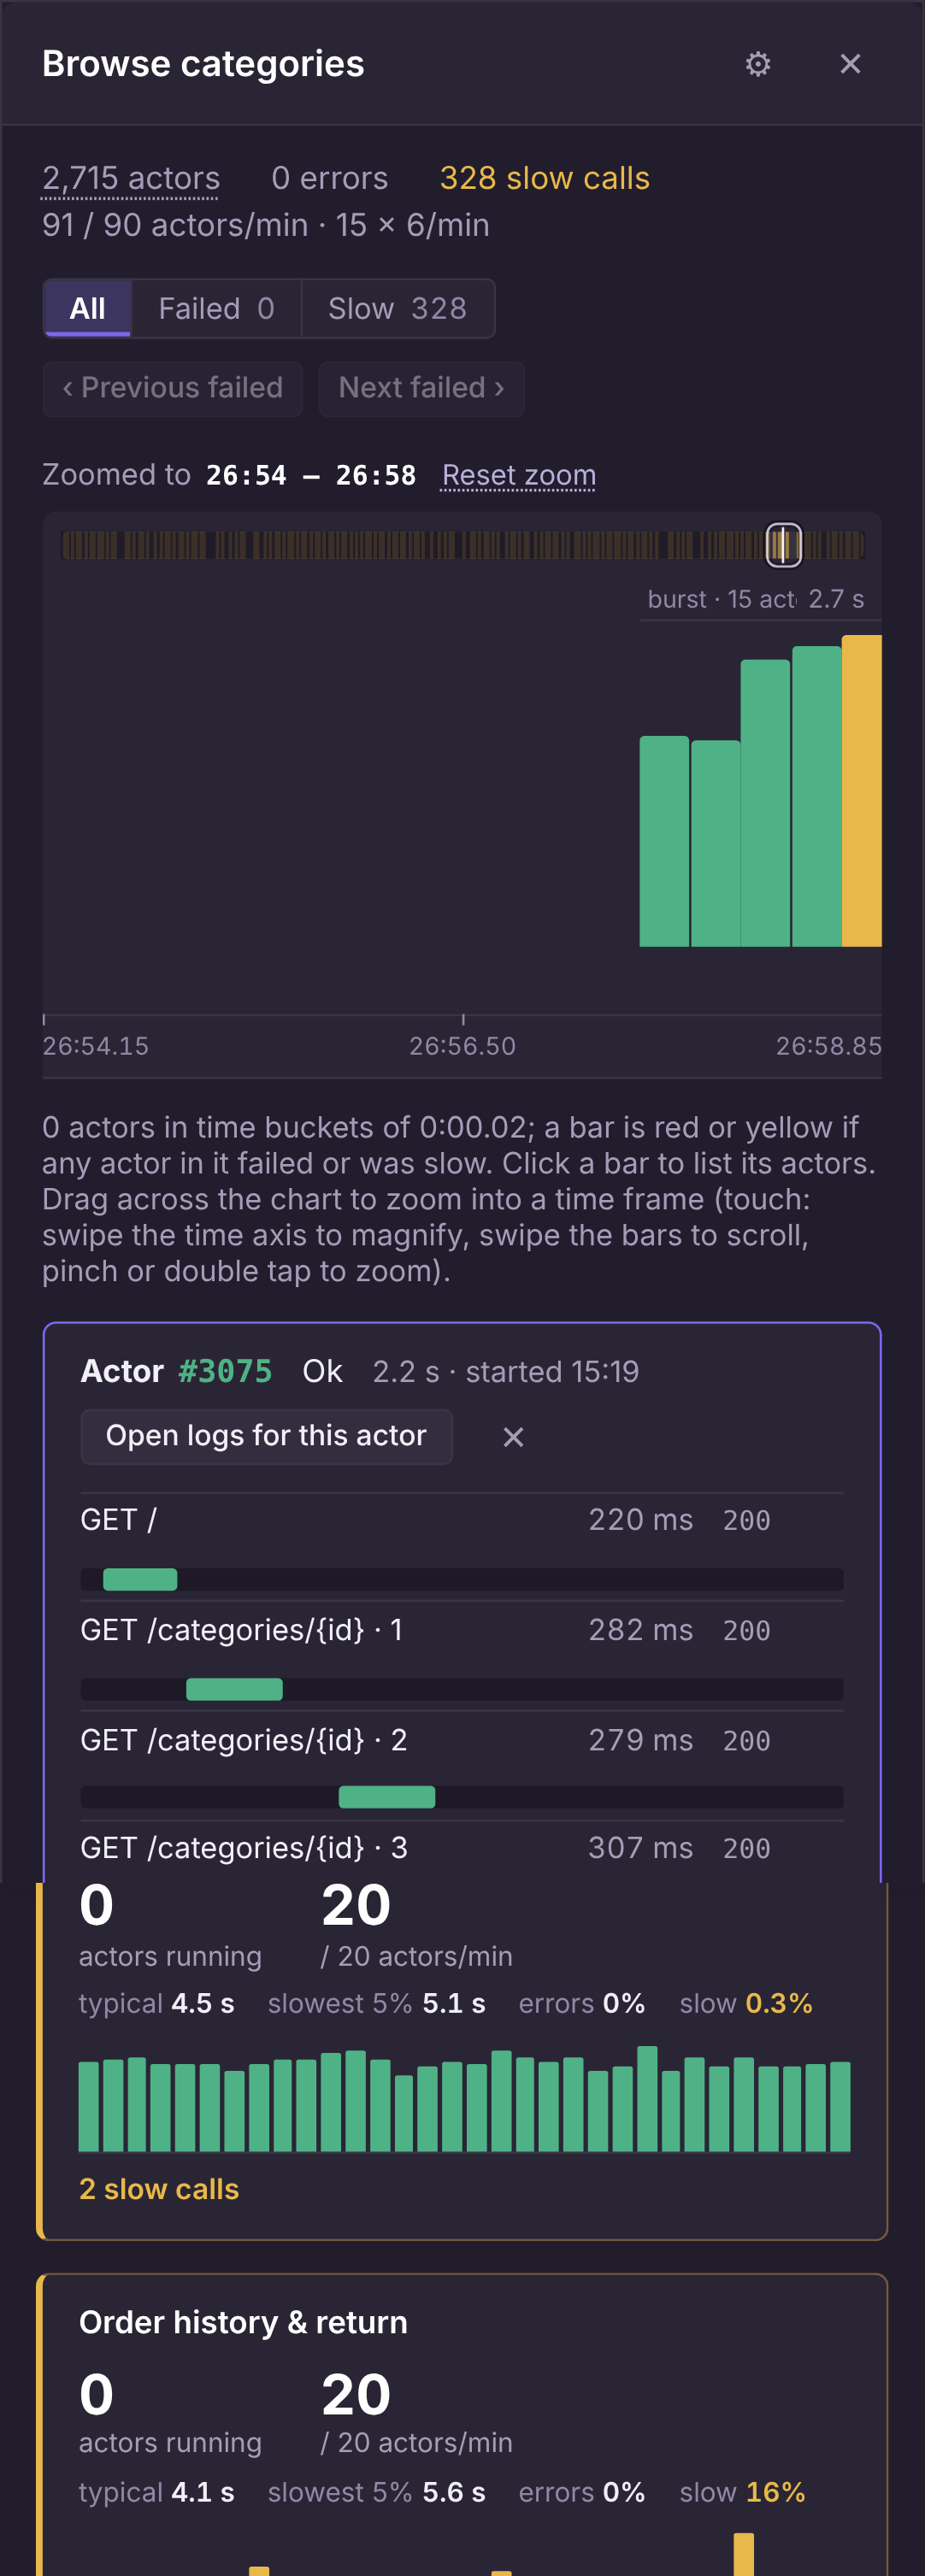 Browse categories ⚙ ✕
2,715 actors 0 errors 328 slow calls
91 / 90 actors/min · 15 × 6/min
All Failed 0 Slow 328
‹ Previous failed Next failed ›
Zoomed to 26:54 – 26:58 Reset zoom
burst · 15 act 2.7 s
26:54.15 26:56.50 26:58.85
0 actors in time buckets of 0:00.02; a bar is red or yellow if
any actor in it failed or was slow. Click a bar to list its actors.
Drag across the chart to zoom into a time frame (touch:
swipe the time axis to magnify, swipe the bars to scroll,
pinch or double tap to zoom).
Actor #3075 Ok 2.2 s · started 15:19
Open logs for this actor ✕
GET / 220 ms 200
GET /categories/{id} · 1 282 ms 200
GET /categories/{id} · 2 279 ms 200
GET /categories/{id} · 3 307 ms 200
0 20
actors running / 20 actors/min
typical 4.5 s slowest 5% 5.1 s errors 0% slow 0.3%
2 slow calls
Order history & return
0 20
actors running / 20 actors/min
typical 4.1 s slowest 5% 5.6 s errors 0% slow 16%